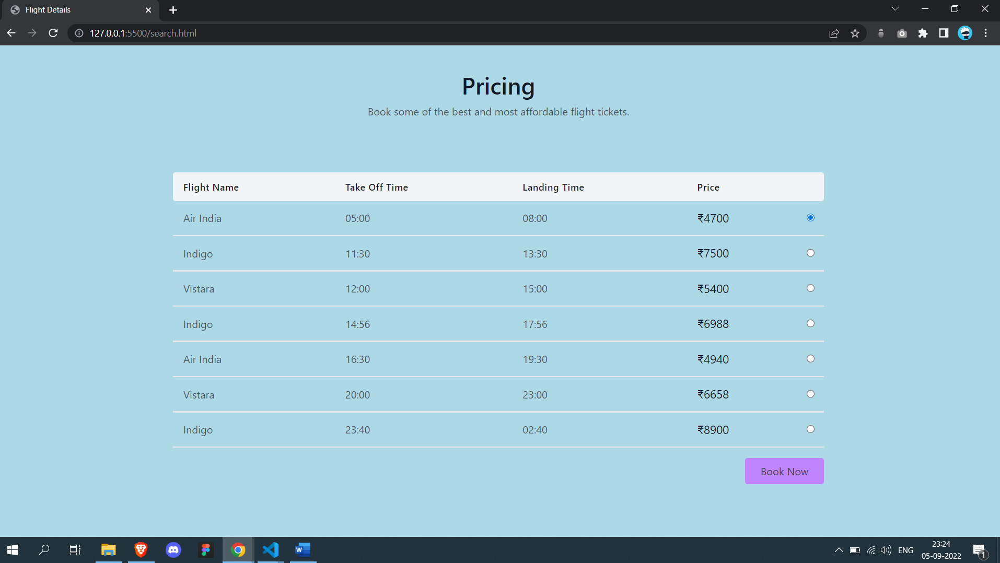 Flight Details
127.0.0.1:5500/search.html
Pricing
Book some of the best and most affordable flight tickets.
Flight Name Take Off Time Landing Time Price
Air India 05:00 08:00 ₹4700
Indigo 11:30 13:30 ₹7500
Vistara 12:00 15:00 ₹5400
Indigo 14:56 17:56 ₹6988
Air India 16:30 19:30 ₹4940
Vistara 20:00 23:00 ₹6658
Indigo 23:40 02:40 ₹8900
Book Now
W
ENG
23:24
05-09-2022
1